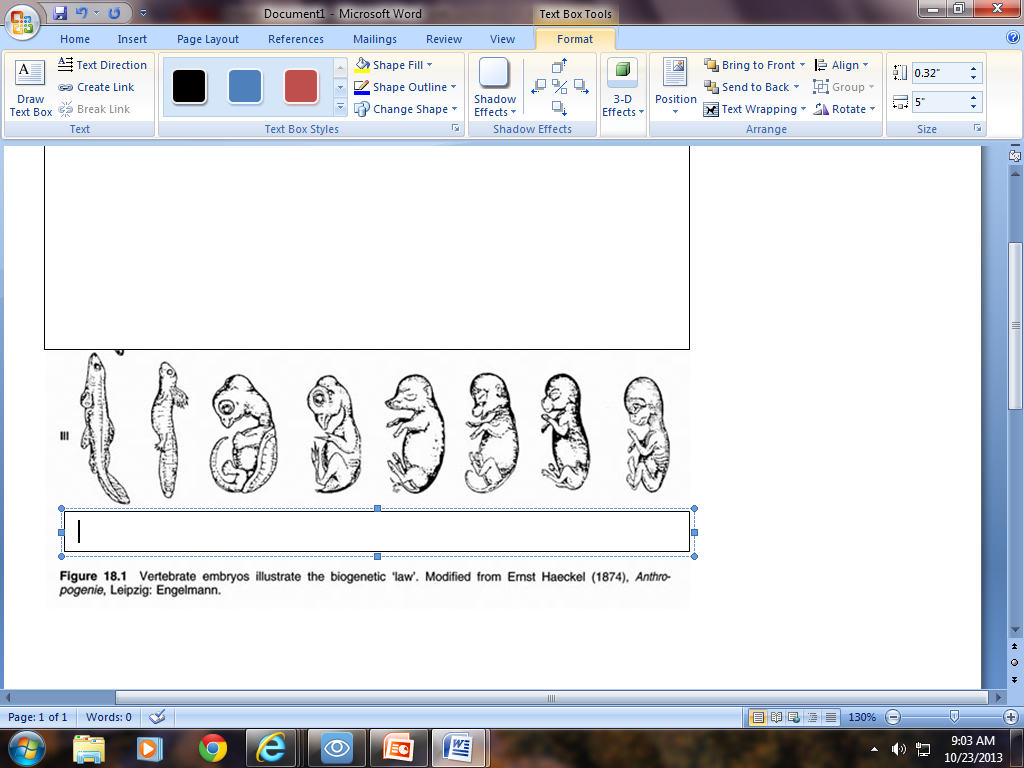 Document1 - Microsoft Word
Text Box Tools
Home Insert Page Layout References Mailings Review View Format
Draw Text Box
Text Direction
Create Link
Break Link
Text
Text Box Styles
Shape Fill
Shape Outline
Change Shape
Shadow Effects
Shadow Effects
3-D Effects
Position
Bring to Front
Send to Back
Text Wrapping
Align
Group
Rotate
Arrange
0.32"
5"
Size
III
Figure 18.1 Vertebrate embryos illustrate the biogenetic 'law'. Modified from Ernst Haeckel (1874), Anthro-
pogenie, Leipzig: Engelmann.
Page: 1 of 1 Words: 0 130%
9:03 AM
10/23/2013